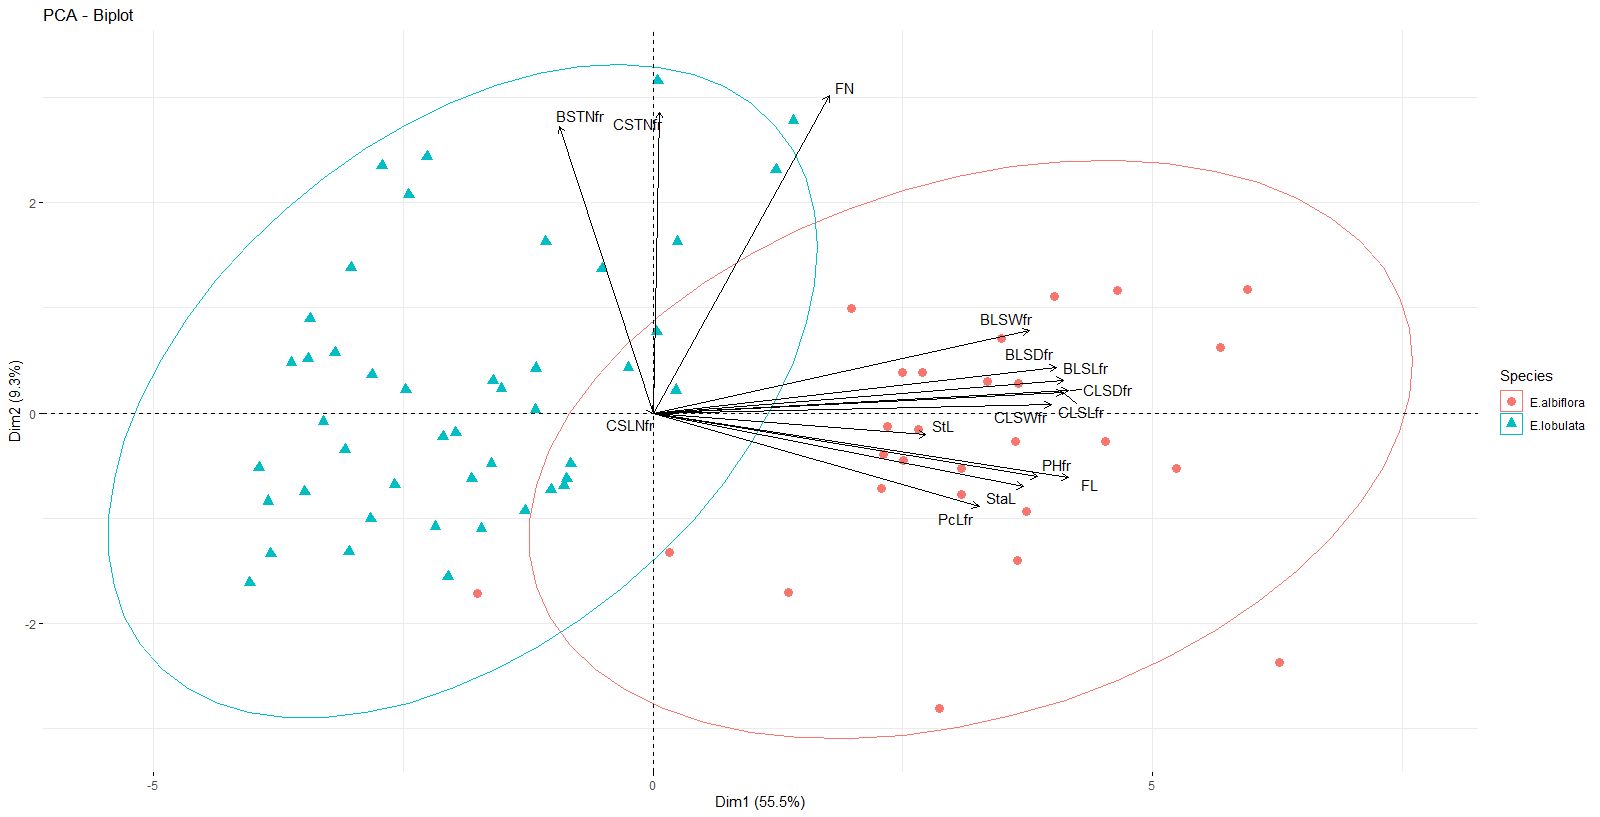 PCA - Biplot
FN
BSTNfr
CSTNfr
BLSWfr
BLSDfr
BLSLfr
CLSDfr
CLSLfr
CLSWfr
CSLNfr
StL
PHfr
FL
StaL
PcLfr
2
0
-2
Dim2 (9.3%)
-5
0
5
Dim1 (55.5%)
Species
E.albiflora
E.lobulata